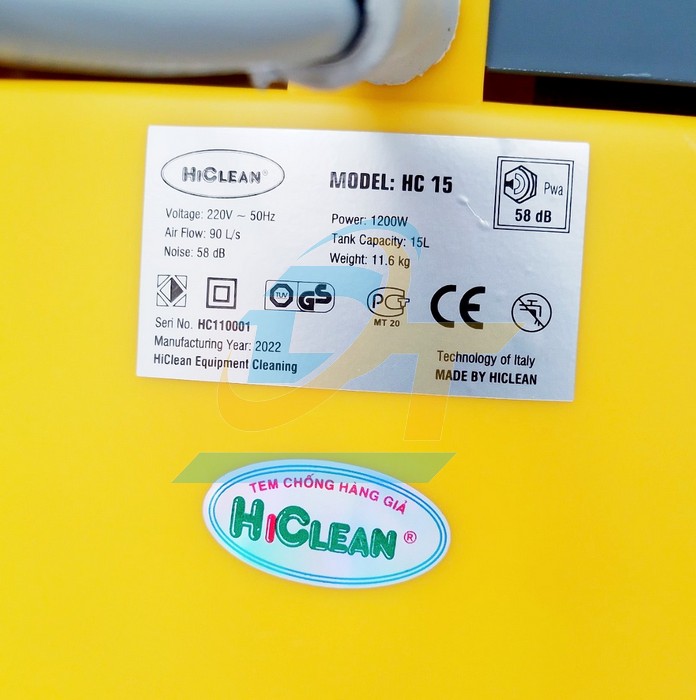 HICLEAN®
MODEL: HC 15
Pwa
58 dB
Voltage: 220V ~ 50Hz
Air Flow: 90 L/s
Noise: 58 dB
Power: 1200W
Tank Capacity: 15L
Weight: 11.6 kg
TUV GS
PCT
MT 20
CE
Seri No. HC110001
Manufacturing Year: 2022
HiClean Equipment Cleaning
Technology of Italy
MADE BY HICLEAN
TEM CHỐNG HÀNG GIẢ
HICLEAN®